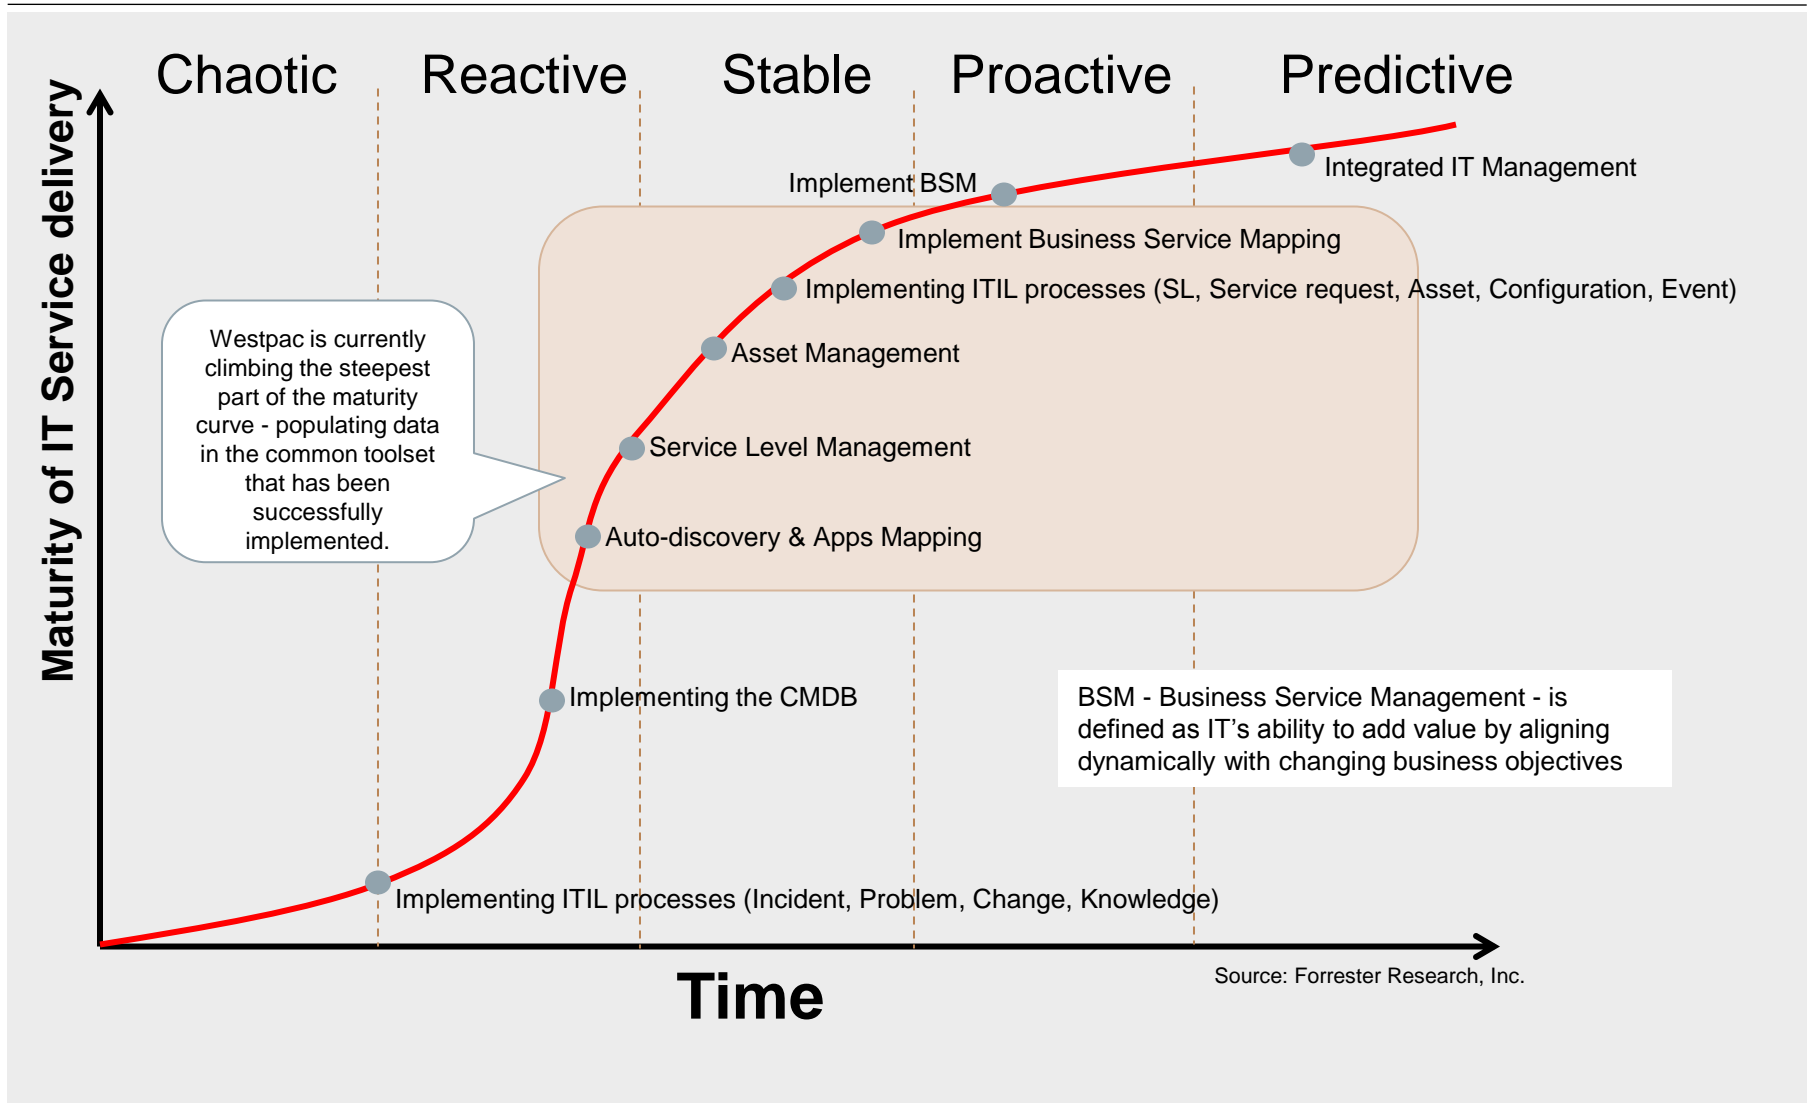 Chaotic
Reactive
Stable
Proactive
Predictive
Maturity of IT Service delivery
Integrated IT Management
Implement BSM
Implement Business Service Mapping
Implementing ITIL processes (SL, Service request, Asset, Configuration, Event)
Westpac is currently
climbing the steepest
part of the maturity
curve - populating data
in the common toolset
that has been
successfully
implemented.
Asset Management
Service Level Management
Auto-discovery & Apps Mapping
Implementing the CMDB
BSM - Business Service Management - is
defined as IT’s ability to add value by aligning
dynamically with changing business objectives
Implementing ITIL processes (Incident, Problem, Change, Knowledge)
Time
Source: Forrester Research, Inc.